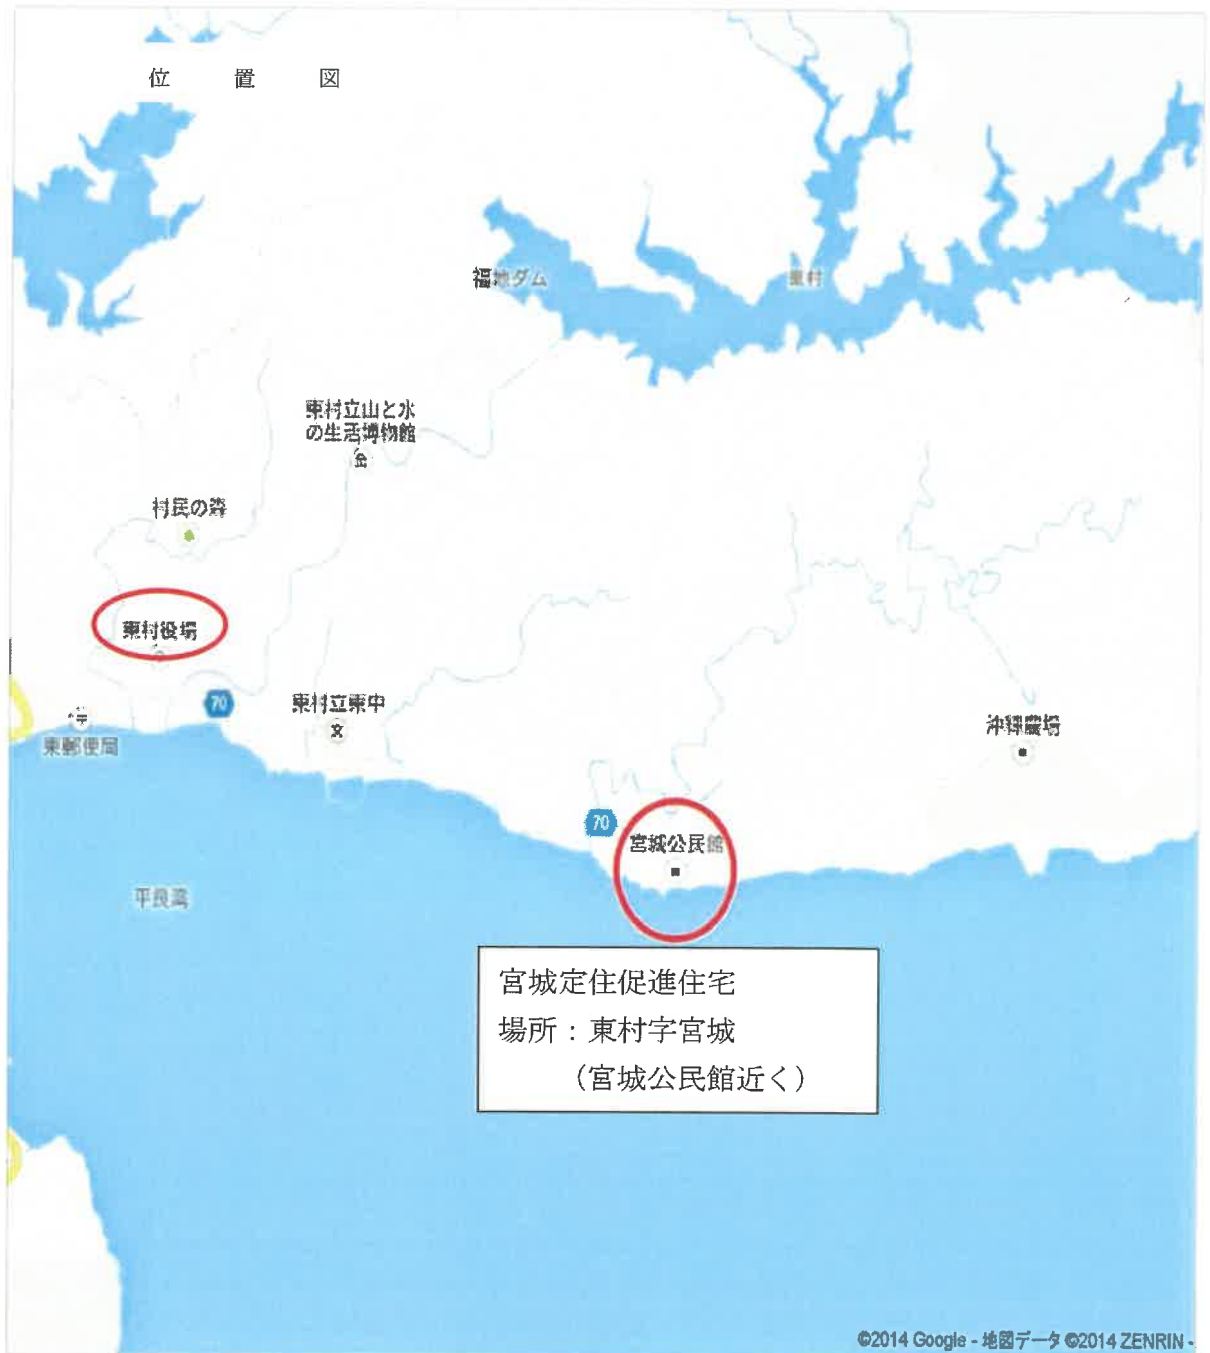 位置図
福地ダム
東村
東村立山と水
の生活博物館
村民の森
東村役場
70
東村立東中
東郵便局
沖縄農場
70
宮城公民館
平良湾
宮城定住促進住宅
場所：東村字宮城
（宮城公民館近く）
©2014 Google - 地図データ ©2014 ZENRIN -